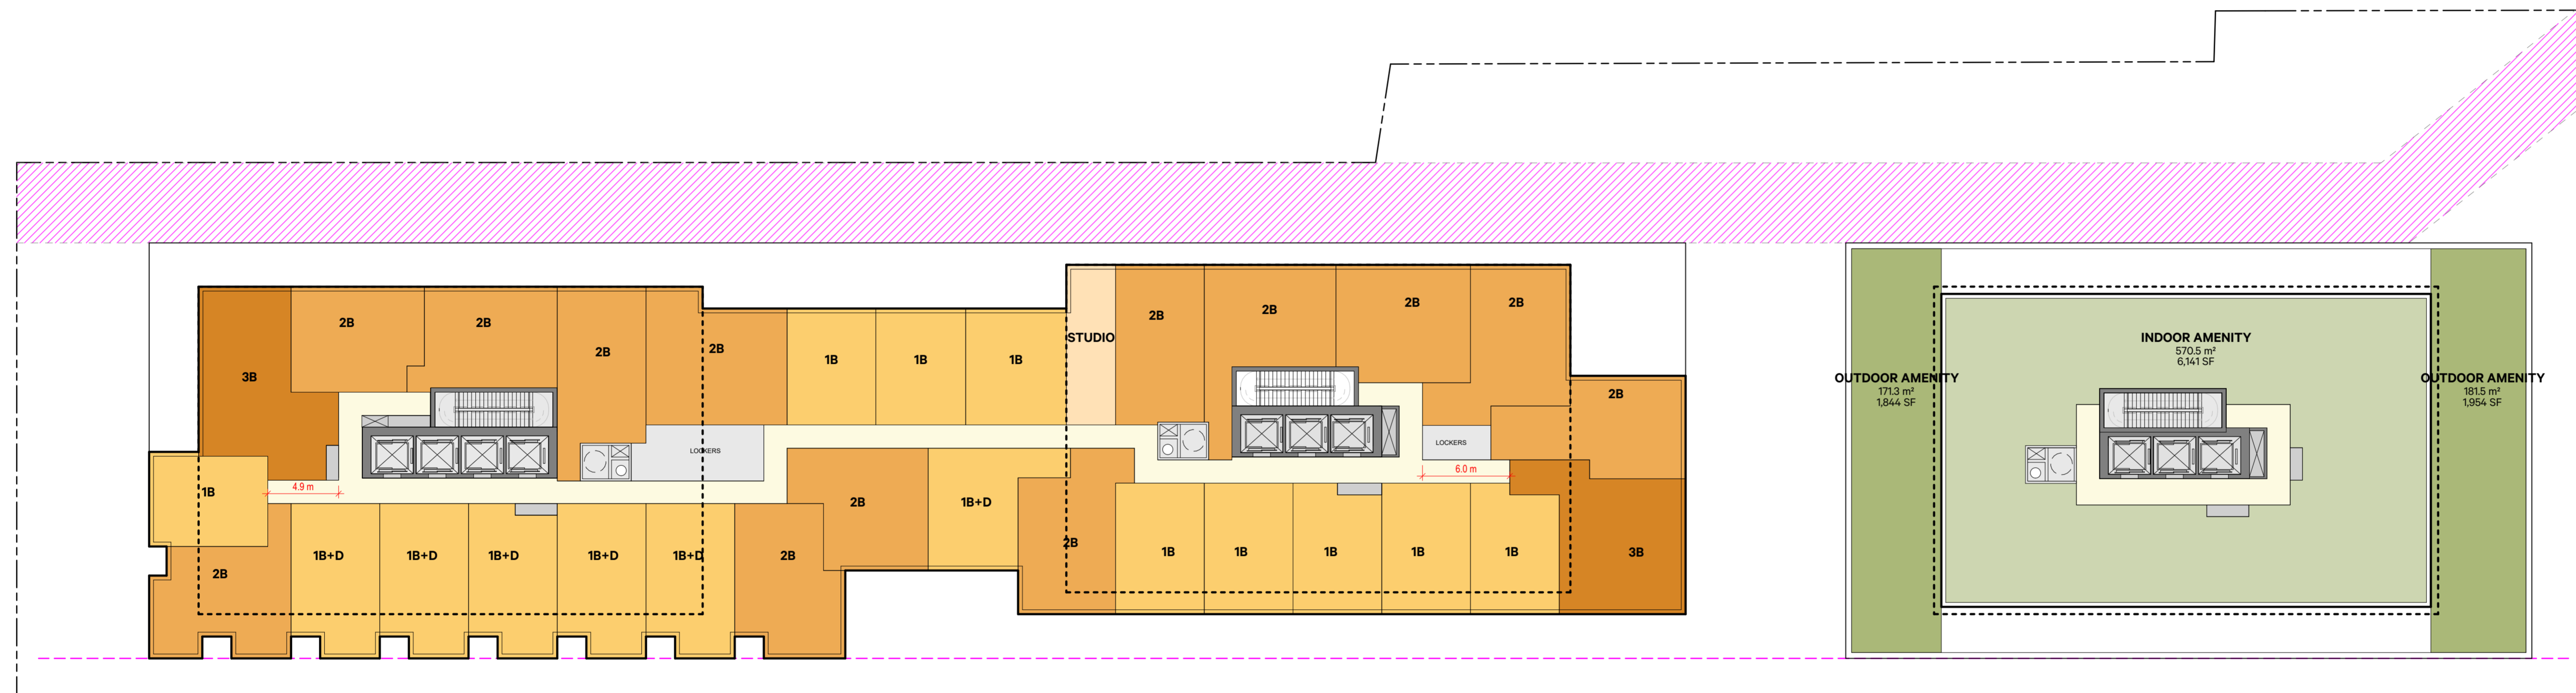 2B
2B
2B
2B
3B
1B
1B
1B
STUDIO
2B
2B
2B
2B
2B
LOCKERS
LOCKERS
1B
4.9 m
6.0 m
2B
1B+D
1B+D
1B+D
1B+D
1B+D
2B
2B
1B+D
2B
1B
1B
1B
1B
1B
3B
INDOOR AMENITY
570.5 m²
6,141 SF
OUTDOOR AMENITY
171.3 m²
1,844 SF
OUTDOOR AMENITY
181.5 m²
1,954 SF